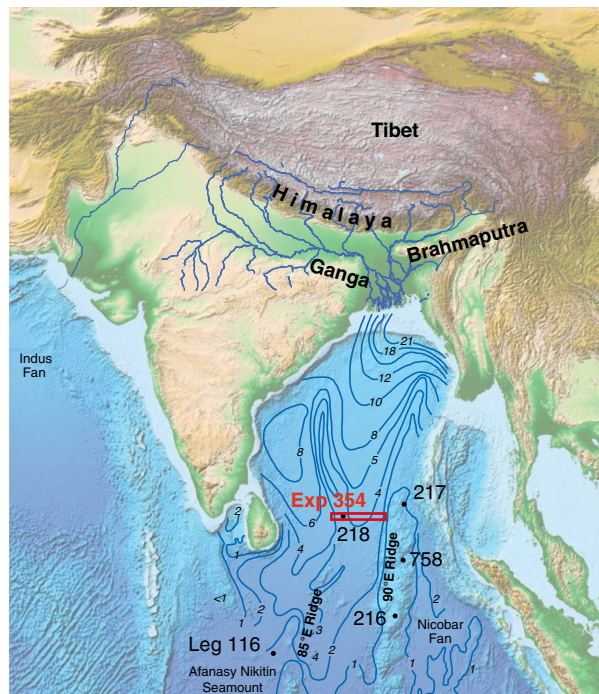 Tibet
Himalaya
Brahmaputra
Ganga
Indus
Fan
21
18
12
10
8
8
5
4
Exp 354
217
218
2
6
1
4
758
90°E Ridge
<1
2
1
2
3
216
85°E Ridge
1
Nicobar
Fan
Leg 116
4
2
1
1
1
Afanasy Nikitin
Seamount